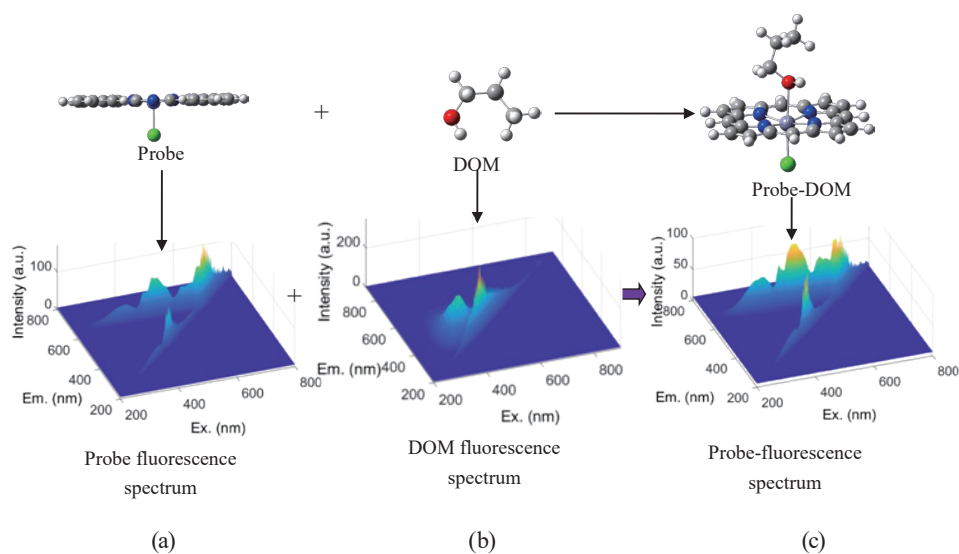 +
Probe
DOM
Probe-DOM
Intensity (a.u.)
100
0
800
600
400
200
Em. (nm)
200
400
600
800
Ex. (nm)
+
Intensity (a.u.)
200
0
800
600
400
200
Em. (nm)
200
400
600
800
Ex. (nm)
Intensity (a.u.)
100
50
0
800
600
400
200
Em. (nm)
200
400
600
800
Ex. (nm)
Probe fluorescence
spectrum
DOM fluorescence
spectrum
Probe-fluorescence
spectrum
(a)
(b)
(c)